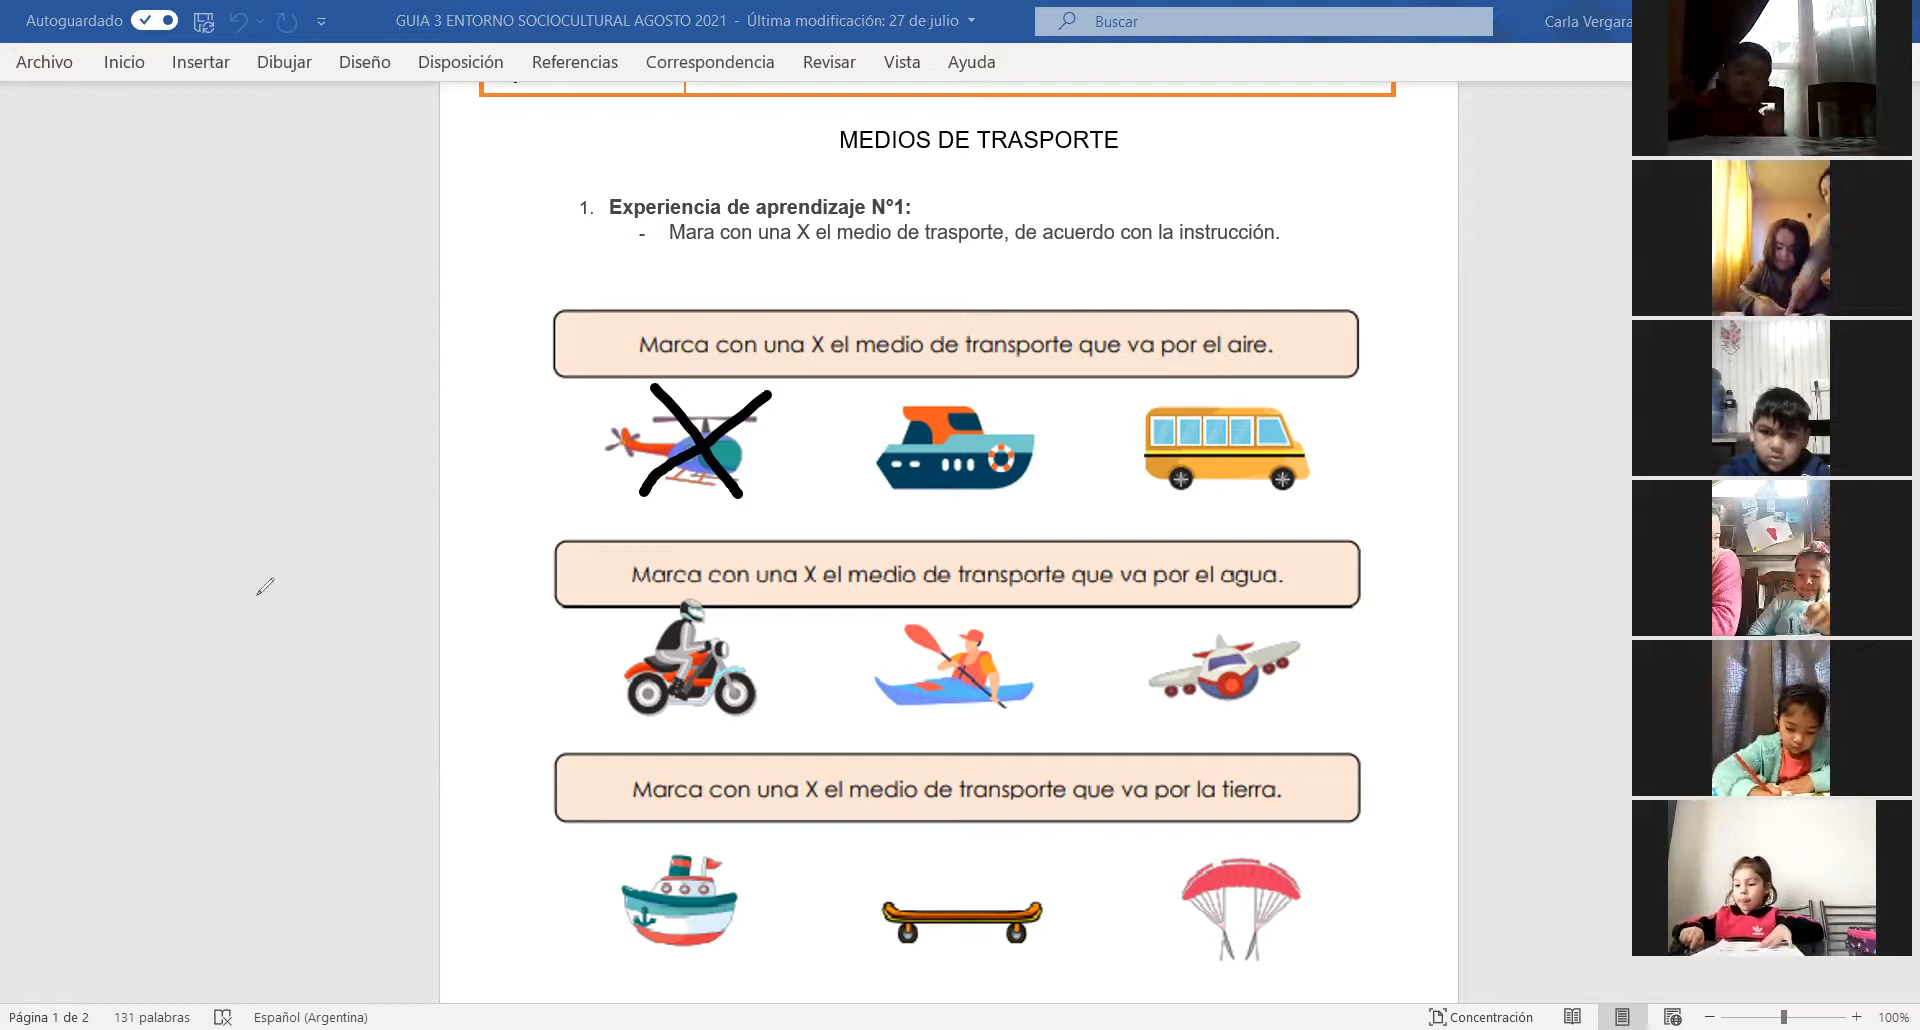 Autoguardado
GUIA 3 ENTORNO SOCIOCULTURAL AGOSTO 2021 - Última modificación: 27 de julio
Buscar
Carla Vergara
Archivo Inicio Insertar Dibujar Diseño Disposición Referencias Correspondencia Revisar Vista Ayuda
MEDIOS DE TRASPORTE
1. Experiencia de aprendizaje N°1:
- Mara con una X el medio de trasporte, de acuerdo con la instrucción.
Marca con una X el medio de transporte que va por el aire.
Marca con una X el medio de transporte que va por el agua.
Marca con una X el medio de transporte que va por la tierra.
Página 1 de 2 131 palabras Español (Argentina) Concentración 100%